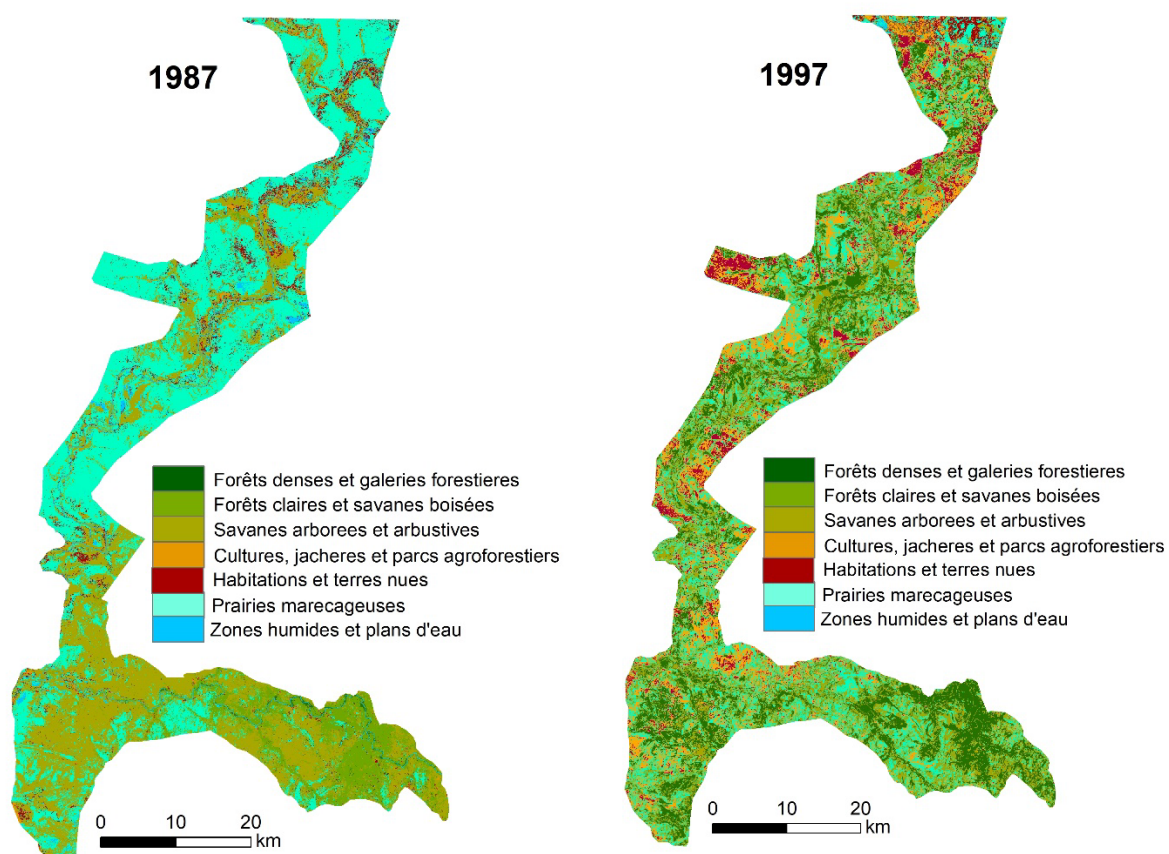 1987
Forêts denses et galeries forestieres
Forêts claires et savanes boisées
Savanes arborees et arbustives
Cultures, jacheres et parcs agroforestiers
Habitations et terres nues
Prairies marecageuses
Zones humides et plans d'eau
0 10 20
km
1997
Forêts denses et galeries forestieres
Forêts claires et savanes boisées
Savanes arborees et arbustives
Cultures, jacheres et parcs agroforestiers
Habitations et terres nues
Prairies marecageuses
Zones humides et plans d'eau
0 10 20
km